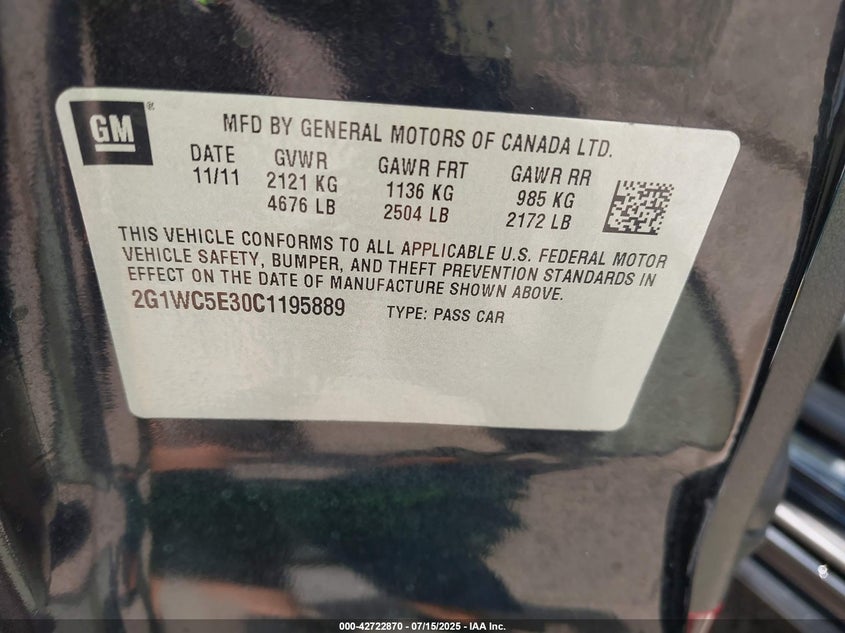 GM®
MFD BY GENERAL MOTORS OF CANADA LTD.
DATE GVWR GAWR FRT GAWR RR
11/11 2121 KG 1136 KG 985 KG
4676 LB 2504 LB 2172 LB
THIS VEHICLE CONFORMS TO ALL APPLICABLE U.S. FEDERAL MOTOR
VEHICLE SAFETY, BUMPER, AND THEFT PREVENTION STANDARDS IN
EFFECT ON THE DATE OF MANUFACTURE SHOWN ABOVE.
2G1WC5E30C1195889 TYPE: PASS CAR
000-42722870 - 07/15/2025 - IAA Inc.